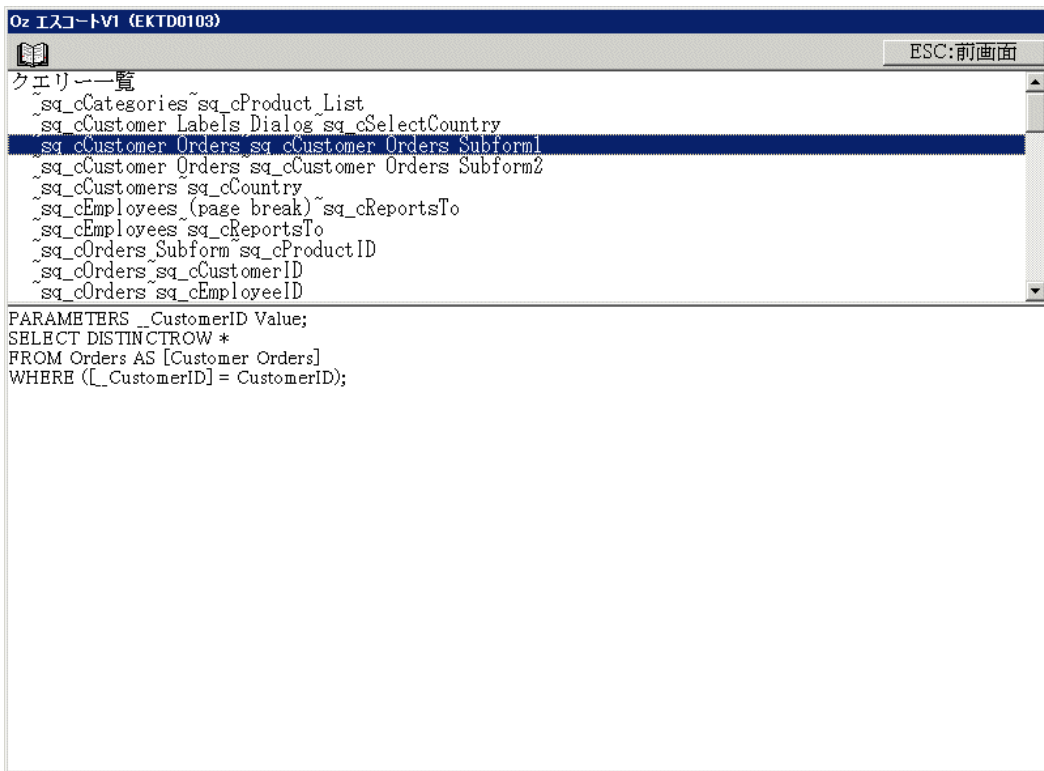 Oz エスコートV1 (EKTD0103)
ESC:前画面
クエリー一覧
~sq_cCategories~sq_cProduct List
~sq_cCustomer Labels Dialog~sq_cSelectCountry
~sq_cCustomer Orders~sq_cCustomer Orders Subform1
~sq_cCustomer Orders~sq_cCustomer Orders Subform2
~sq_cCustomers~sq_cCountry
~sq_cEmployees (page break)~sq_cReportsTo
~sq_cEmployees~sq_cReportsTo
~sq_cOrders Subform~sq_cProductID
~sq_cOrders~sq_cCustomerID
~sq_cOrders~sq_cEmployeeID
PARAMETERS __CustomerID Value;
SELECT DISTINCTROW *
FROM Orders AS [Customer Orders]
WHERE ([__CustomerID] = CustomerID);